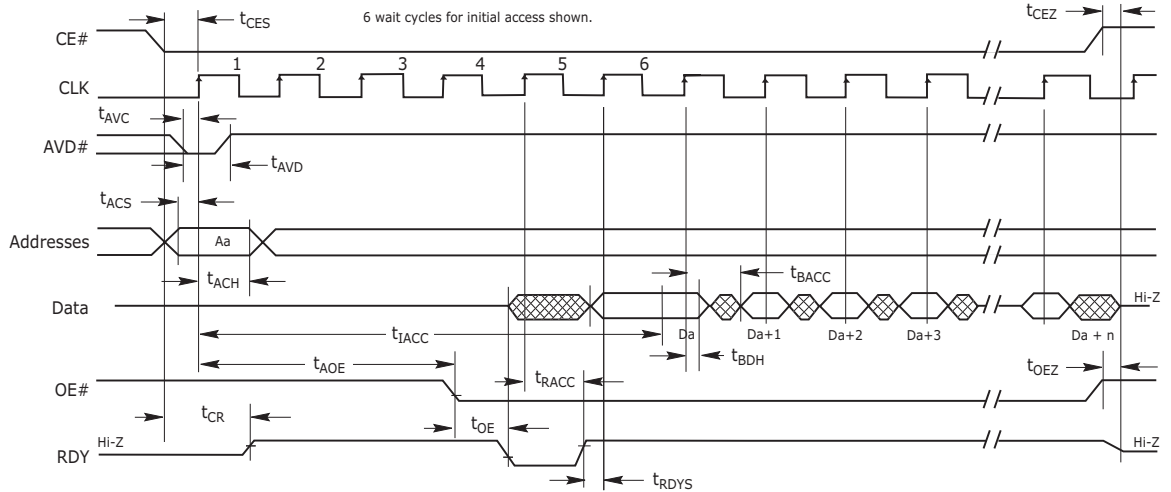 6 wait cycles for initial access shown.
tCES
tCEZ
CE#
1 2 3 4 5 6
CLK
tAVC
AVD#
tAVD
tACS
Addresses
Aa
tACH
tBACC
Data
Hi-Z
Da Da+1 Da+2 Da+3 Da + n
tIACC
tBDH
tAOE
tRACC
tOEZ
OE#
tCR
tOE
Hi-Z
Hi-Z
RDY
tRDYS